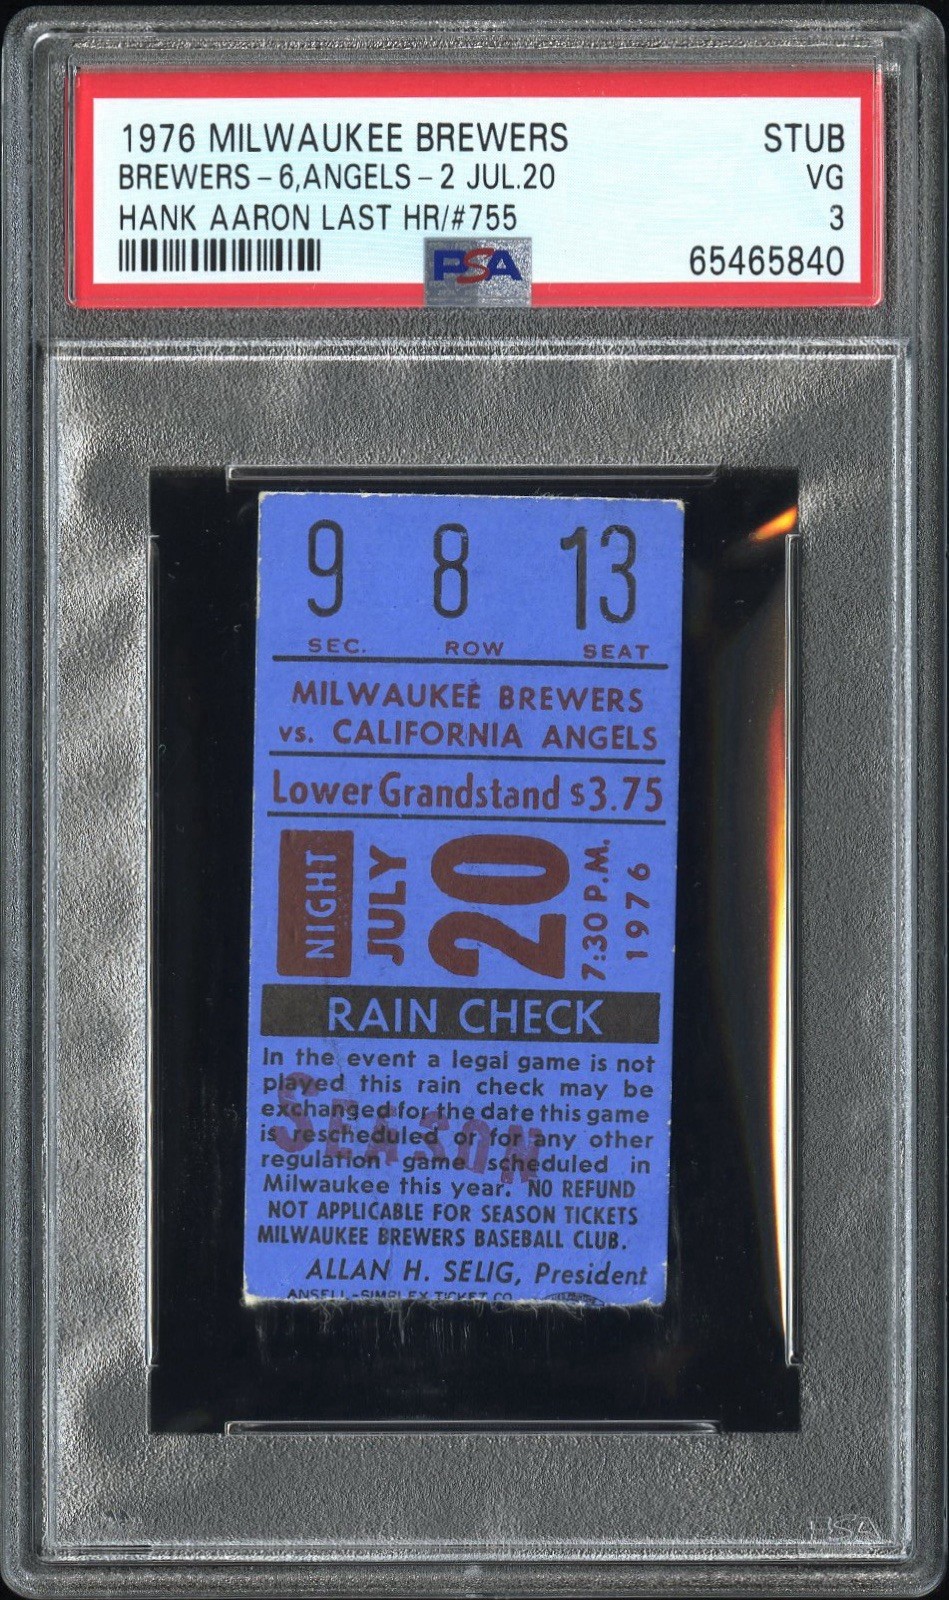 1976 MILWAUKEE BREWERS STUB
BREWERS-6,ANGELS-2 JUL.20 VG
HANK AARON LAST HR/#755 3
PSA 65465840
9 8 13
SEC. ROW SEAT
MILWAUKEE BREWERS
vs. CALIFORNIA ANGELS
Lower Grandstand $3.75
NIGHT
JULY
20
7:30 P.M.
1976
RAIN CHECK
In the event a legal game is not
played this rain check may be
exchanged for the date this game
is rescheduled or for any other
regulation game scheduled in
Milwaukee this year. NO REFUND
NOT APPLICABLE FOR SEASON TICKETS
MILWAUKEE BREWERS BASEBALL CLUB.
SEASON
ALLAN H. SELIG, President
ANSELL-SIMPLEX TICKET CO.
PSA